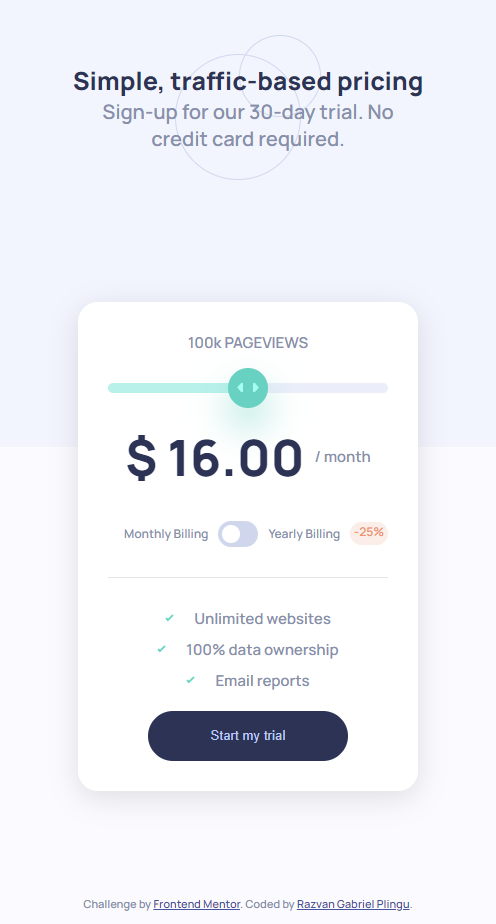 Simple, traffic-based pricing
Sign-up for our 30-day trial. No
credit card required.
100k PAGEVIEWS
$ 16.00 / month
Monthly Billing Yearly Billing -25%
Unlimited websites
100% data ownership
Email reports
Start my trial
Challenge by Frontend Mentor. Coded by Razvan Gabriel Plingu.